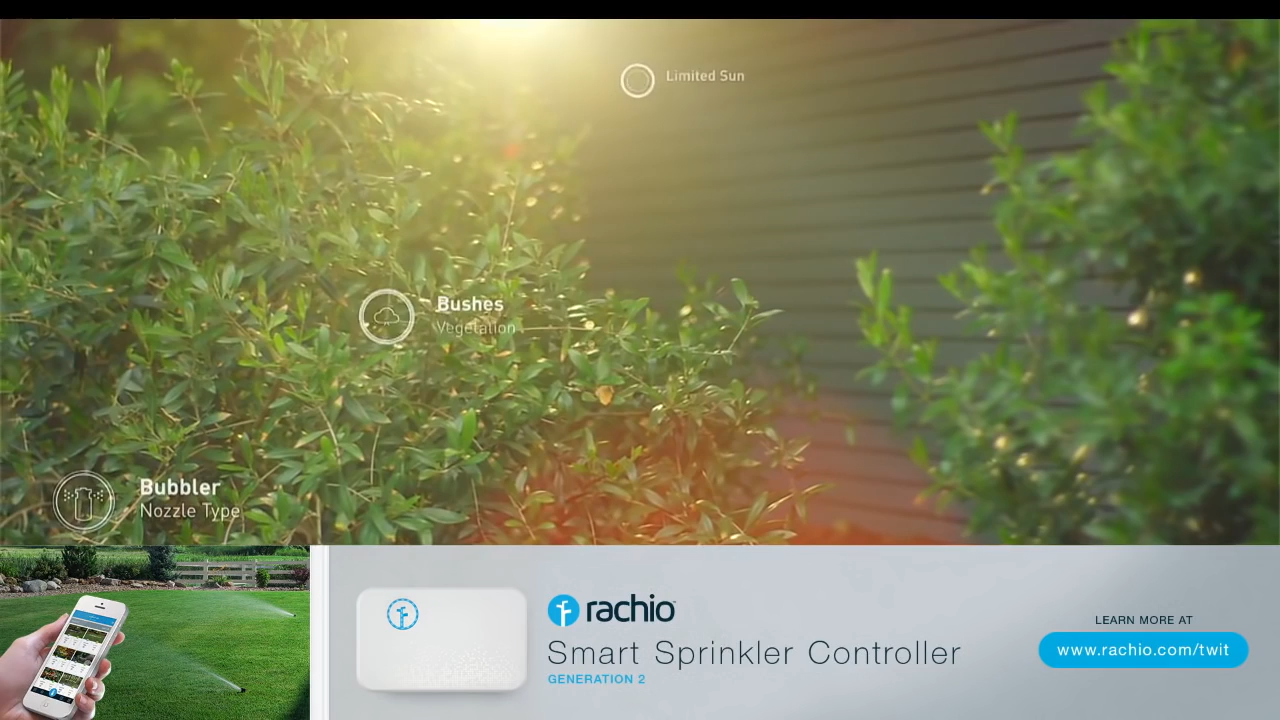 Limited Sun
Bushes
Vegetation
Bubbler
Nozzle Type
rachio
Smart Sprinkler Controller
GENERATION 2
LEARN MORE AT
www.rachio.com/twit